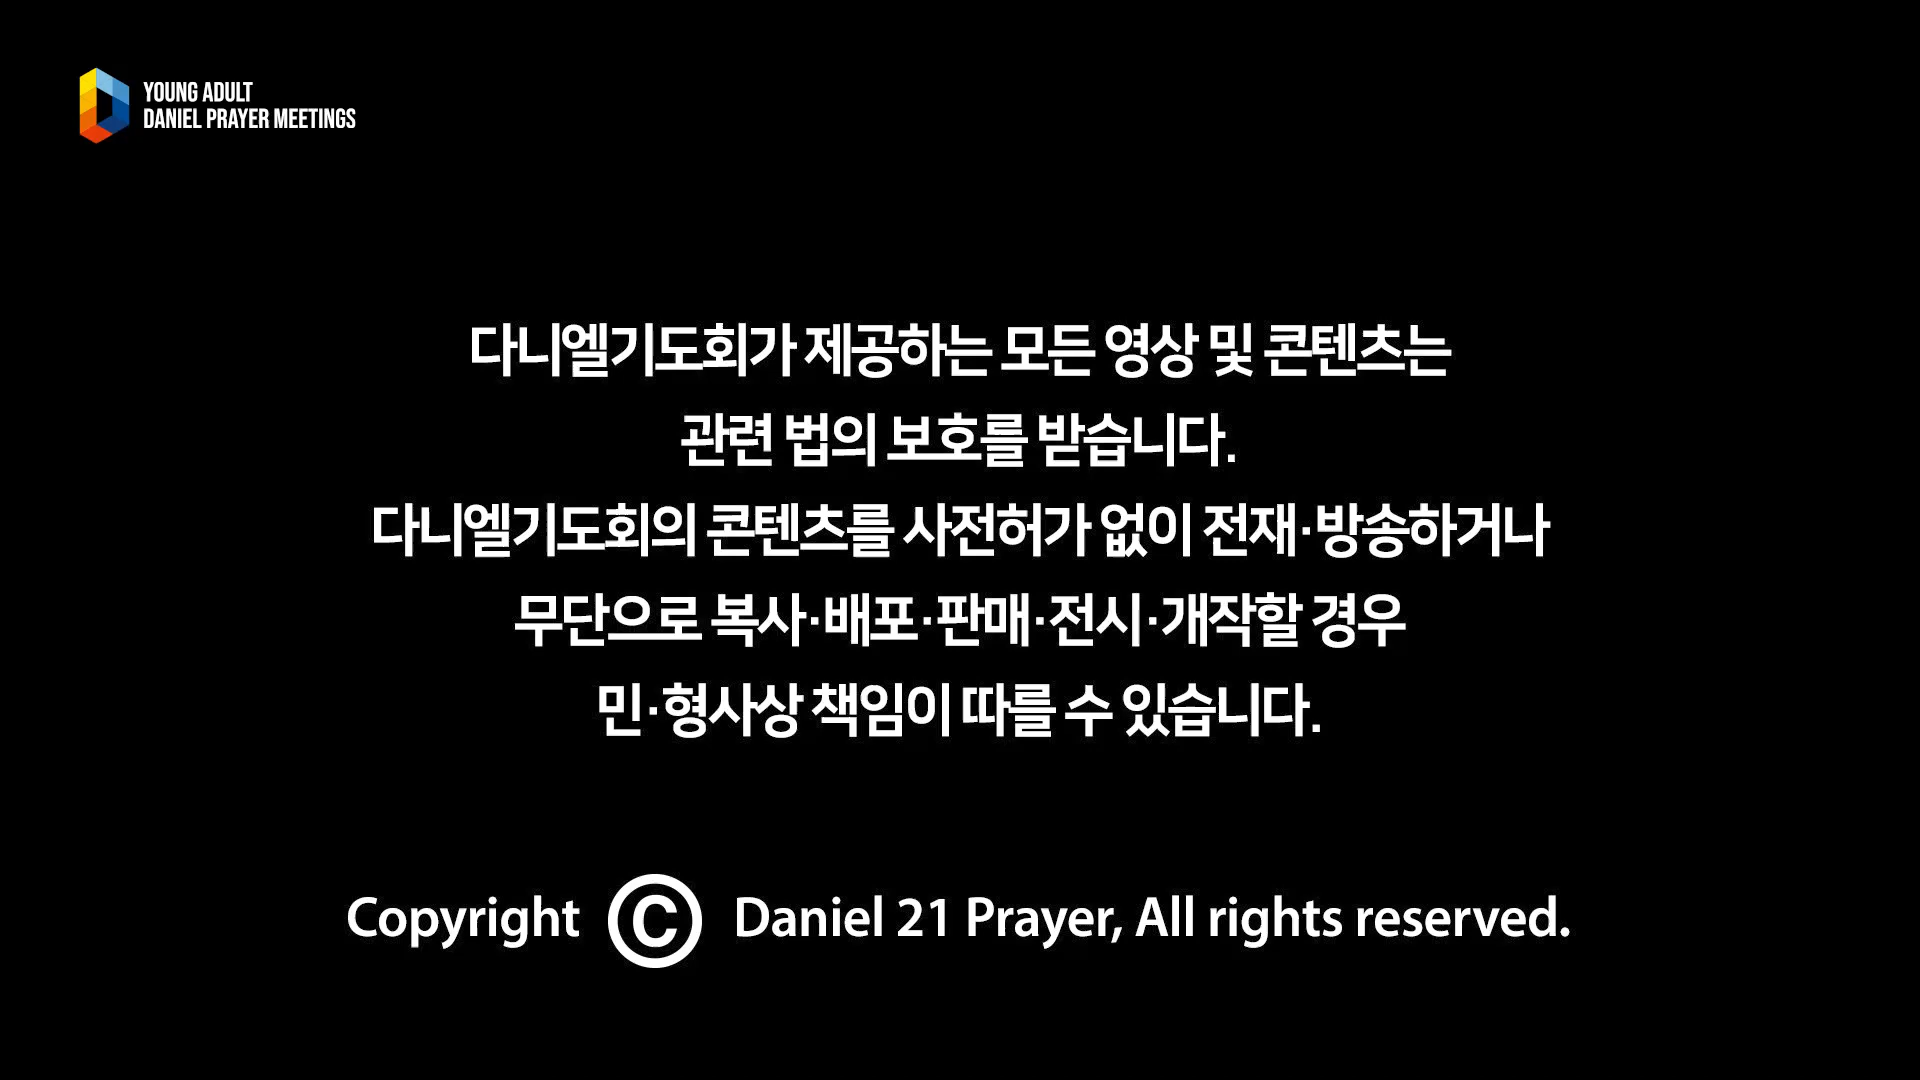 YOUNG ADULT
DANIEL PRAYER MEETINGS
다니엘기도회가 제공하는 모든 영상 및 콘텐츠는
관련 법의 보호를 받습니다.
다니엘기도회의 콘텐츠를 사전허가 없이 전재·방송하거나
무단으로 복사·배포·판매·전시·개작할 경우
민·형사상 책임이 따를 수 있습니다.
Copyright © Daniel 21 Prayer, All rights reserved.